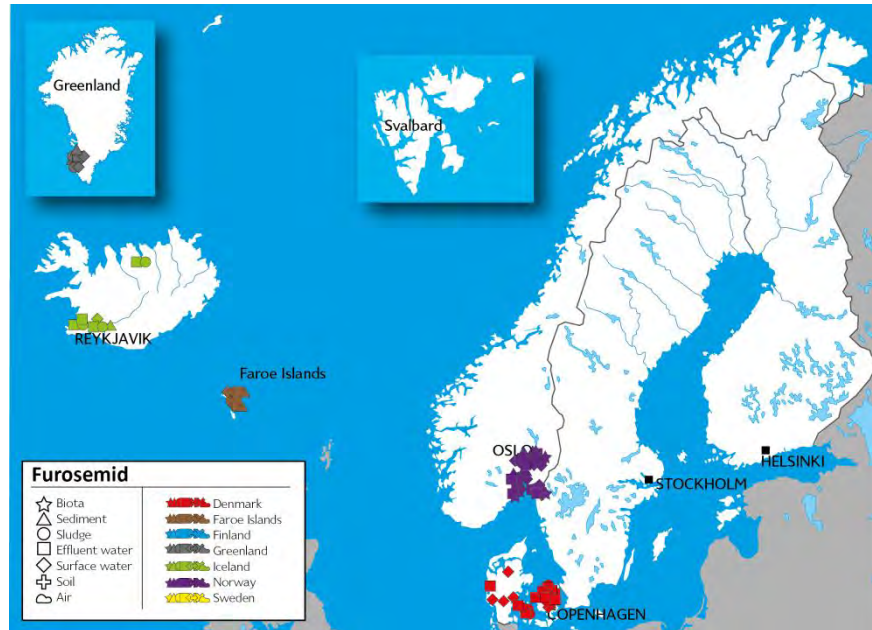 Greenland
Svalbard
REYKJAVIK
Faroe Islands
OSLO
HELSINKI
STOCKHOLM
COPENHAGEN
Furosemid
Biota
Sediment
Sludge
Effluent water
Surface water
Soil
Air
Denmark
Faroe Islands
Finland
Greenland
Iceland
Norway
Sweden